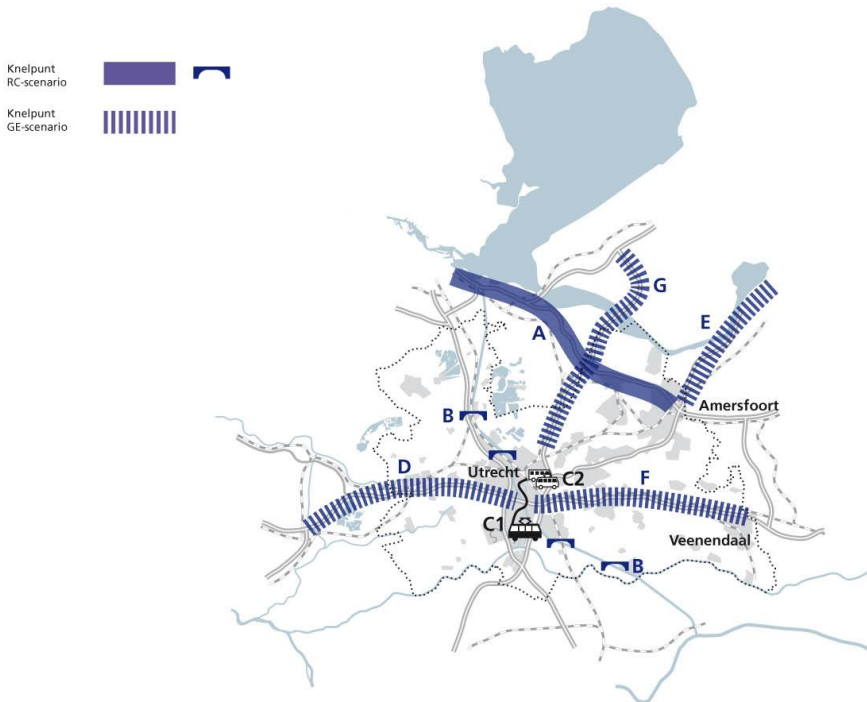 Knelpunt
RC-scenario
Knelpunt
GE-scenario
G
E
A
Amersfoort
B
Utrecht
C2
D
F
C1
Veenendaal
B